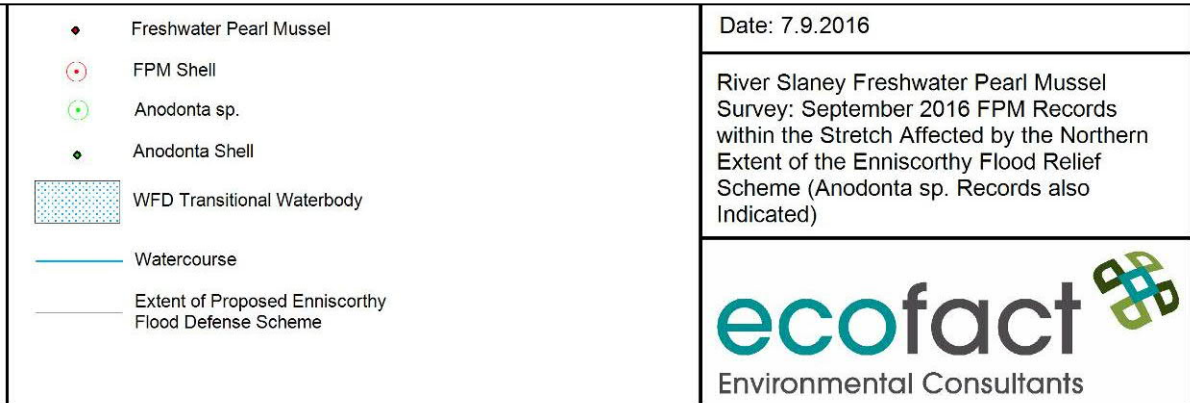 Freshwater Pearl Mussel
FPM Shell
Anodonta sp.
Anodonta Shell
WFD Transitional Waterbody
Watercourse
Extent of Proposed Enniscorthy
Flood Defense Scheme
Date: 7.9.2016
River Slaney Freshwater Pearl Mussel
Survey: September 2016 FPM Records
within the Stretch Affected by the Northern
Extent of the Enniscorthy Flood Relief
Scheme (Anodonta sp. Records also
Indicated)
ecofact
Environmental Consultants